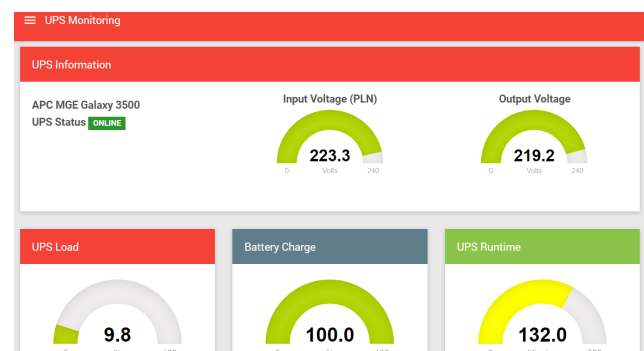 UPS Monitoring
UPS Information
APC MGE Galaxy 3500
UPS Status ONLINE
Input Voltage (PLN)
223.3
0 Volts 240
Output Voltage
219.2
0 Volts 240
UPS Load
9.8
Battery Charge
100.0
UPS Runtime
132.0